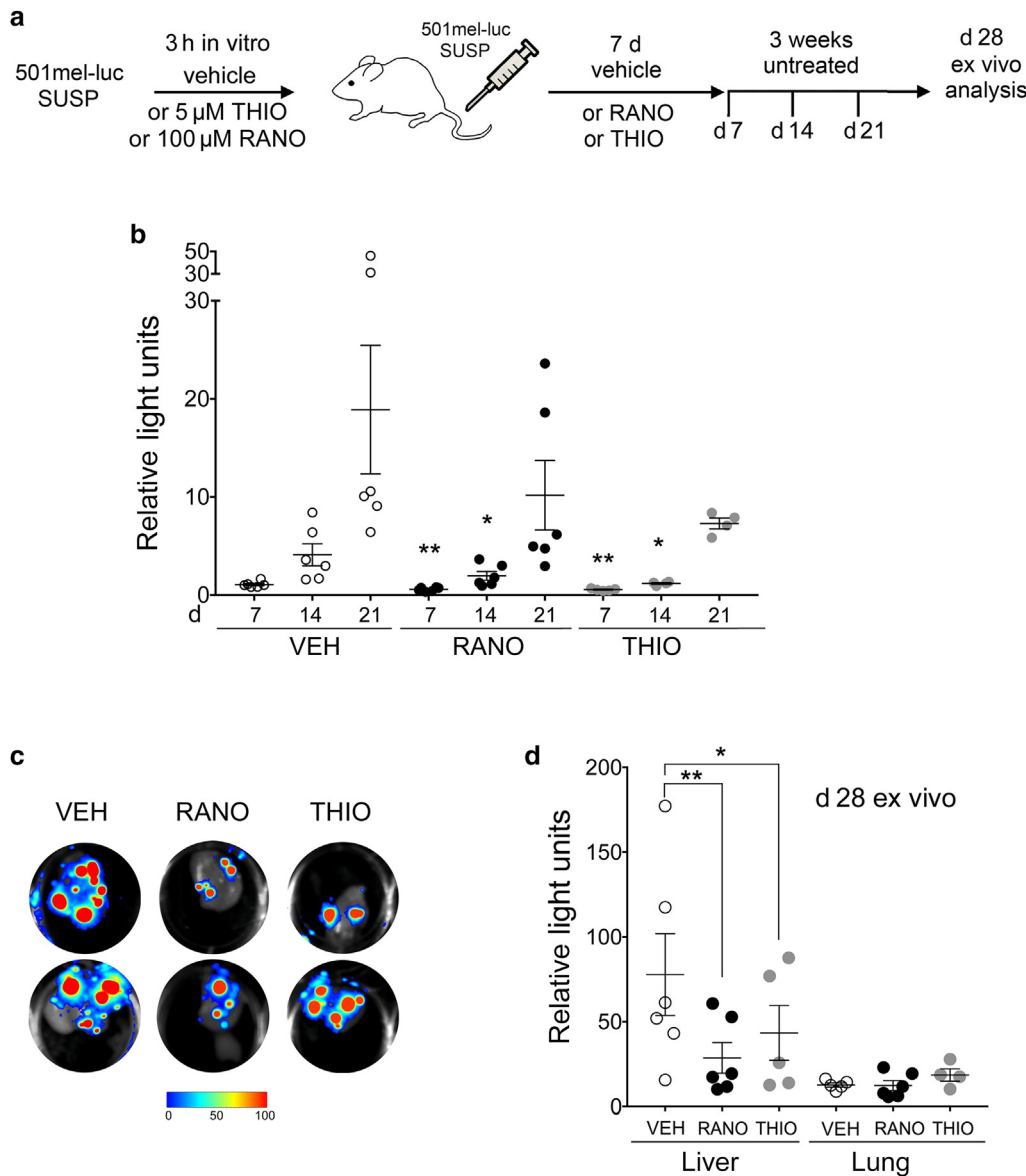 a
501mel-luc
SUSP
3 h in vitro
vehicle
or 5 µM THIO
or 100 µM RANO
501mel-luc
SUSP
7 d
vehicle
or RANO
or THIO
3 weeks
untreated
d 7
d 14
d 21
d 28
ex vivo
analysis
b
Relative light units
50
30
30
20
10
0
d 7 14 21 7 14 21 7 14 21
** * ** *
VEH RANO THIO
c
VEH RANO THIO
0 50 100
d
d 28 ex vivo
*
**
Relative light units
200
150
100
50
0
VEH RANO THIO VEH RANO THIO
Liver Lung